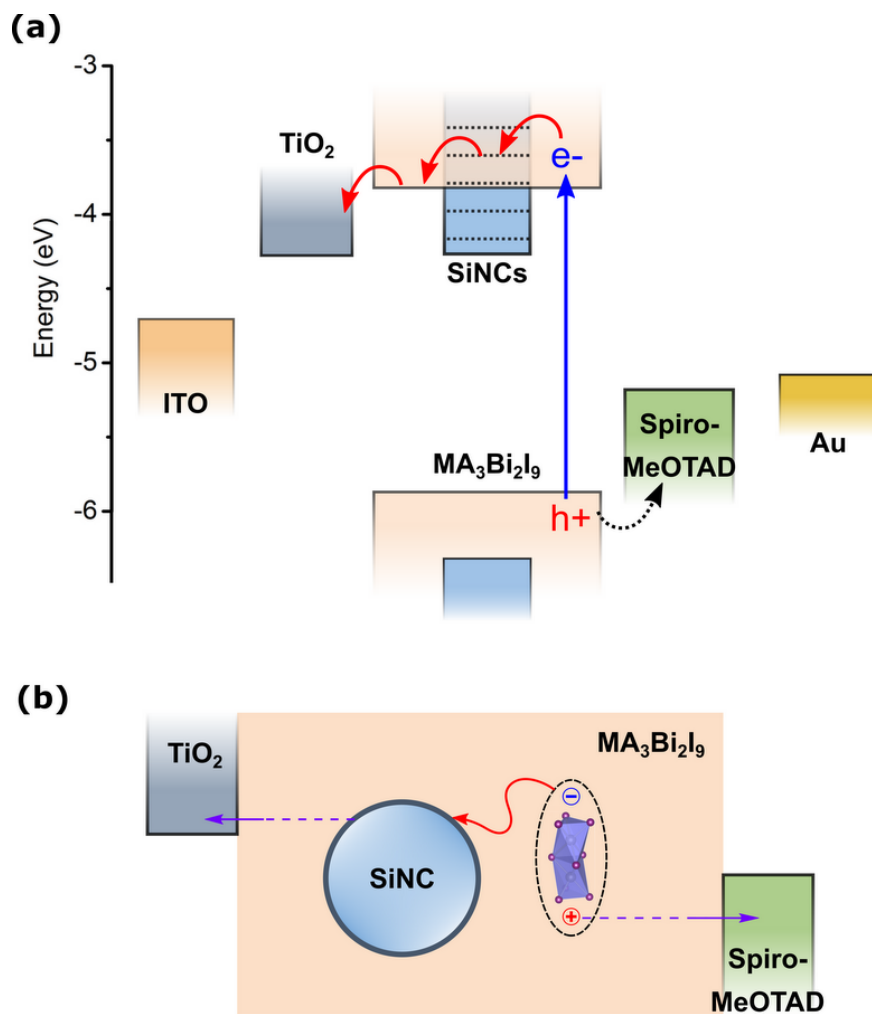 (a)
-3
TiO₂
e-
-4
SiNCs
Energy (eV)
-5
ITO
Spiro-
MeOTAD
Au
MA₃Bi₂I₉
-6
h+
(b)
TiO₂
MA₃Bi₂I₉
−
SiNC
+
Spiro-
MeOTAD